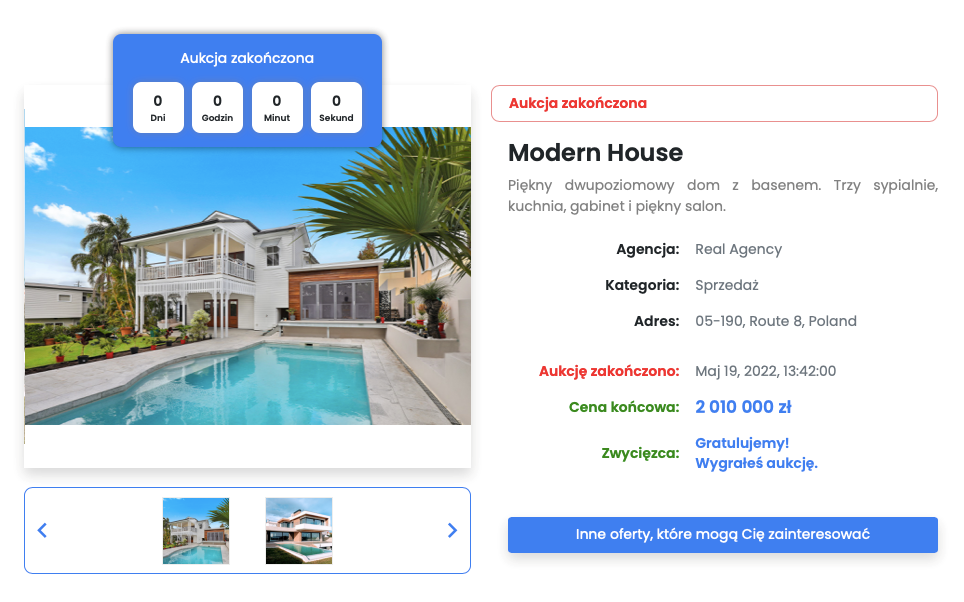 Aukcja zakończona
0 0 0 0
Dni Godzin Minut Sekund
Aukcja zakończona
Modern House
Piękny dwupoziomowy dom z basenem. Trzy sypialnie,
kuchnia, gabinet i piękny salon.
Agencja: Real Agency
Kategoria: Sprzedaż
Adres: 05-190, Route 8, Poland
Aukcję zakończono: Maj 19, 2022, 13:42:00
Cena końcowa: 2 010 000 zł
Zwycięzca: Gratulujemy!
Wygrałeś aukcję.
Inne oferty, które mogą Cię zainteresować